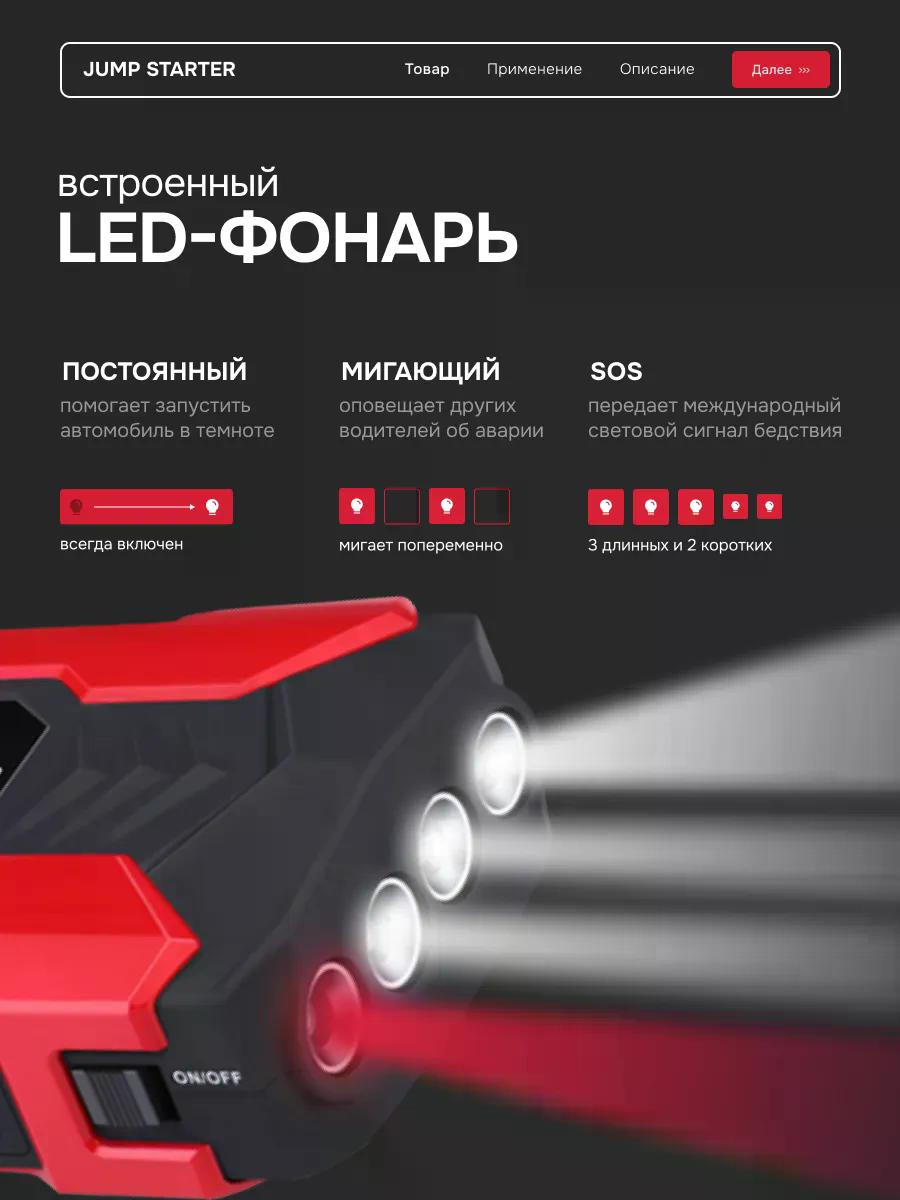 JUMP STARTER
Товар
Применение
Описание
Далее ›››
встроенный
LED-ФОНАРЬ
ПОСТОЯННЫЙ
помогает запустить
автомобиль в темноте
всегда включен
МИГАЮЩИЙ
оповещает других
водителей об аварии
мигает попеременно
SOS
передает международный
световой сигнал бедствия
3 длинных и 2 коротких
ON/OFF